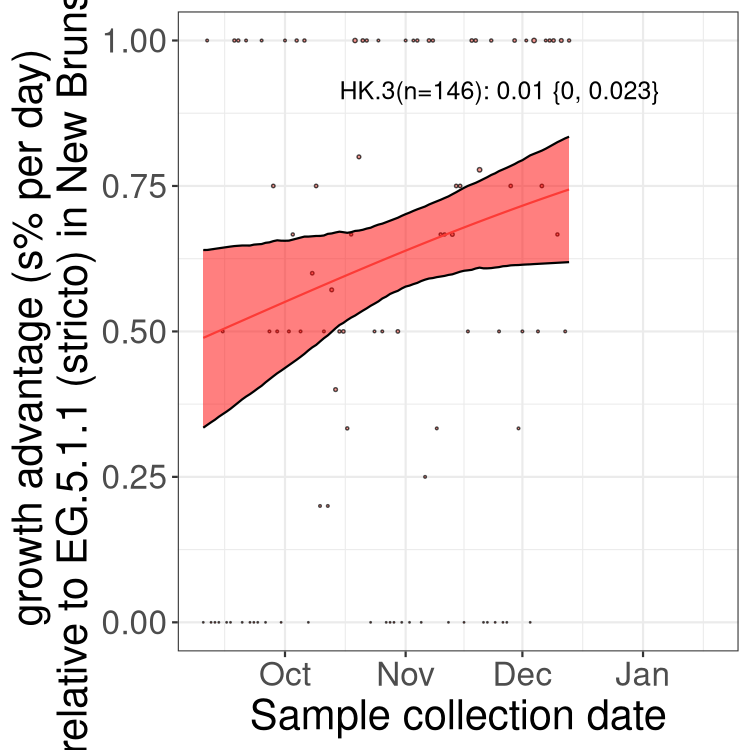 growth advantage (s% per day)
relative to EG.5.1.1 (stricto) in New Bruns
1.00
0.75
0.50
0.25
0.00
HK.3(n=146): 0.01 {0, 0.023}
Oct Nov Dec Jan
Sample collection date